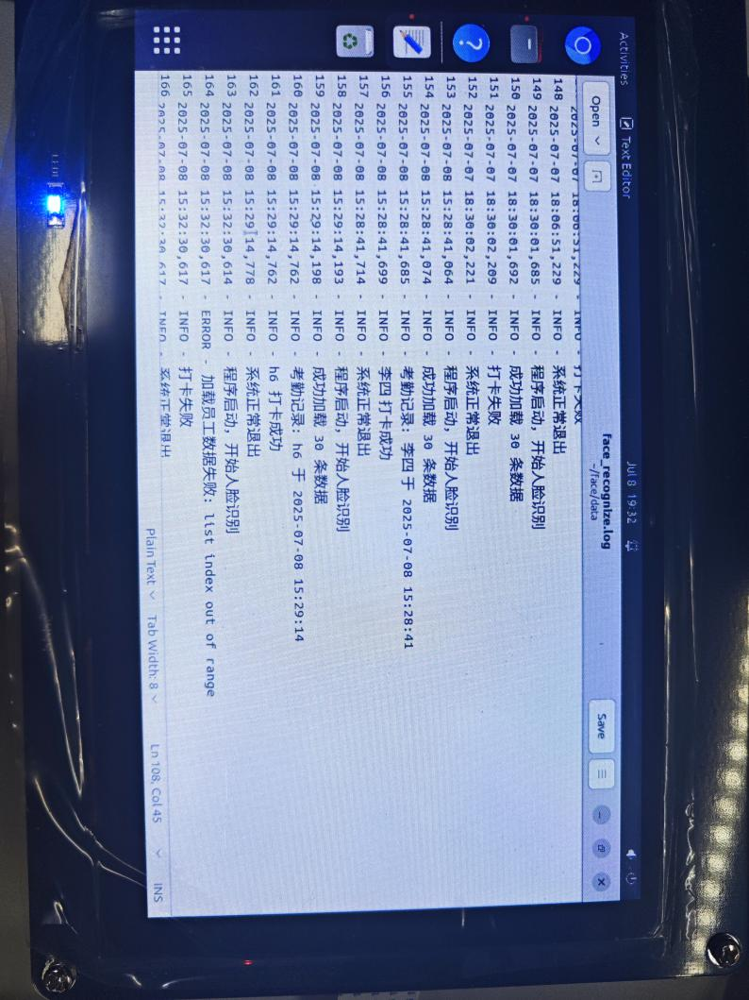 Activities
Text Editor
Jul 8 19:32
Open
face_recognize.log
~/face/data
Save
2025-07-07 18:06:51,229 - INFO - 打卡失败
148 2025-07-07 18:06:51,229 - INFO - 系统正常退出
149 2025-07-07 18:30:01,685 - INFO - 程序启动，开始人脸识别
150 2025-07-07 18:30:01,692 - INFO - 成功加载 30 条数据
151 2025-07-07 18:30:02,209 - INFO - 打卡失败
152 2025-07-07 18:30:02,221 - INFO - 系统正常退出
153 2025-07-08 15:28:41,064 - INFO - 程序启动，开始人脸识别
154 2025-07-08 15:28:41,074 - INFO - 成功加载 30 条数据
155 2025-07-08 15:28:41,685 - INFO - 考勤记录: 李四 于 2025-07-08 15:28:41
156 2025-07-08 15:28:41,699 - INFO - 李四 打卡成功
157 2025-07-08 15:28:41,714 - INFO - 系统正常退出
158 2025-07-08 15:29:14,193 - INFO - 程序启动，开始人脸识别
159 2025-07-08 15:29:14,198 - INFO - 成功加载 30 条数据
160 2025-07-08 15:29:14,762 - INFO - 考勤记录: h6 于 2025-07-08 15:29:14
161 2025-07-08 15:29:14,762 - INFO - h6 打卡成功
162 2025-07-08 15:29:14,778 - INFO - 系统正常退出
163 2025-07-08 15:32:30,614 - INFO - 程序启动，开始人脸识别
164 2025-07-08 15:32:30,617 - ERROR - 加载员工数据失败: list index out of range
165 2025-07-08 15:32:30,617 - INFO - 打卡失败
166 2025-07-08 15:32:30,617 - INFO - 系统正常退出
Plain Text
Tab Width: 8
Ln 108, Col 45
INS